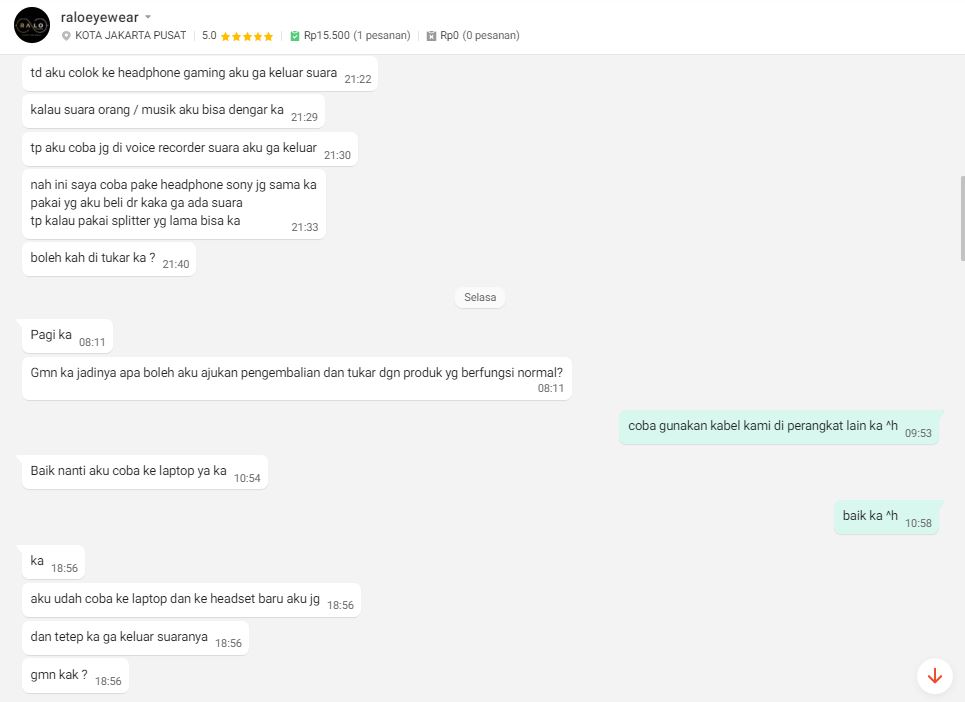 RALO
raloeyewear
KOTA JAKARTA PUSAT
5.0
Rp15.500 (1 pesanan)
Rp0 (0 pesanan)
td aku colok ke headphone gaming aku ga keluar suara
21:22
kalau suara orang / musik aku bisa dengar ka
21:29
tp aku coba jg di voice recorder suara aku ga keluar
21:30
nah ini saya coba pake headphone sony jg sama ka
pakai yg aku beli dr kaka ga ada suara
tp kalau pakai splitter yg lama bisa ka
21:33
boleh kah di tukar ka ?
21:40
Selasa
Pagi ka
08:11
Gmn ka jadinya apa boleh aku ajukan pengembalian dan tukar dgn produk yg berfungsi normal?
08:11
coba gunakan kabel kami di perangkat lain ka ^h
09:53
Baik nanti aku coba ke laptop ya ka
10:54
baik ka ^h
10:58
ka
18:56
aku udah coba ke laptop dan ke headset baru aku jg
18:56
dan tetep ka ga keluar suaranya
18:56
gmn kak ?
18:56